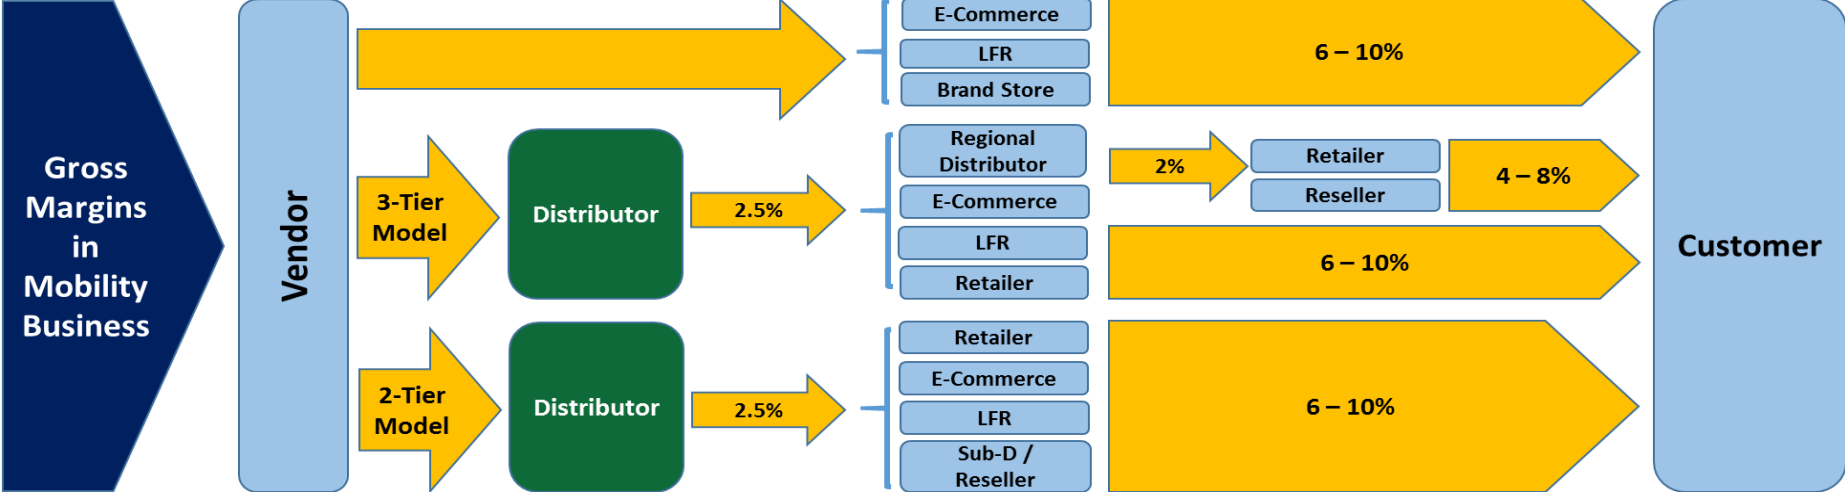 Gross
Margins
in
Mobility
Business
Vendor
E-Commerce
LFR
Brand Store
6 – 10%
3-Tier
Model
Distributor
2.5%
Regional
Distributor
E-Commerce
LFR
Retailer
2%
Retailer
Reseller
4 – 8%
6 – 10%
2-Tier
Model
Distributor
2.5%
Retailer
E-Commerce
LFR
Sub-D /
Reseller
6 – 10%
Customer